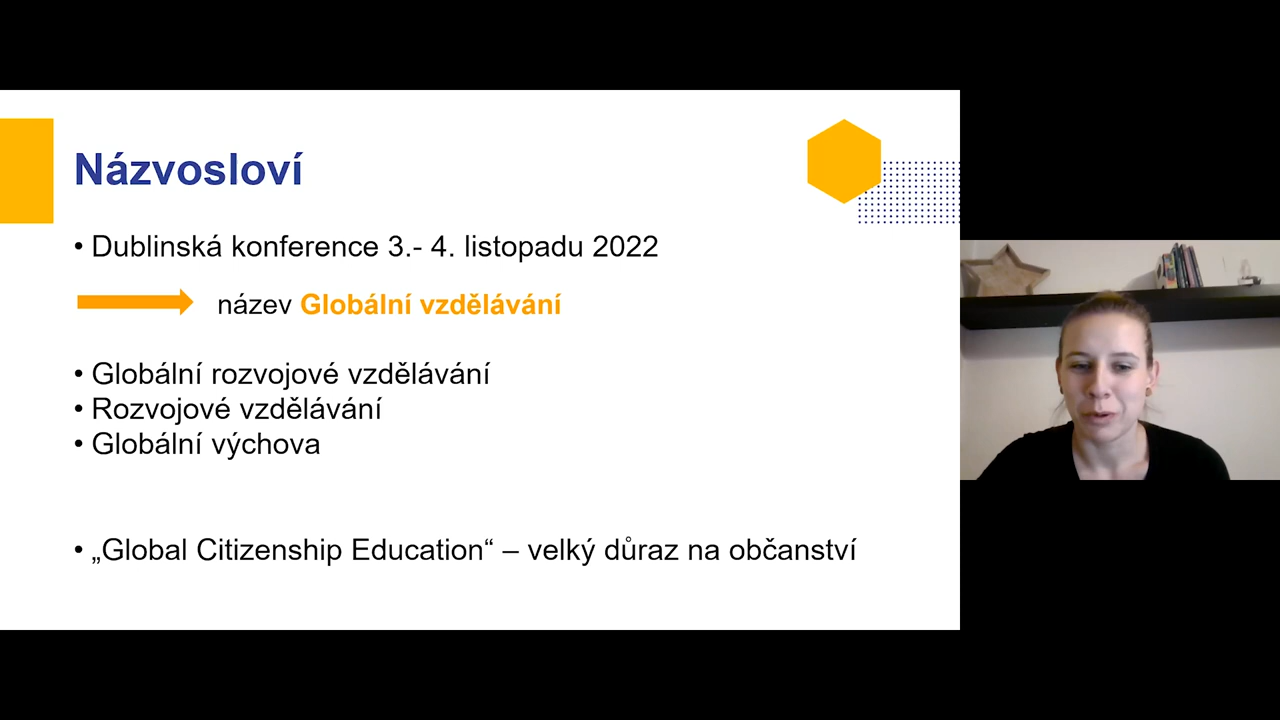 Názvosloví
• Dublinská konference 3.- 4. listopadu 2022
název Globální vzdělávání
• Globální rozvojové vzdělávání
• Rozvojové vzdělávání
• Globální výchova
• „Global Citizenship Education“ – velký důraz na občanství